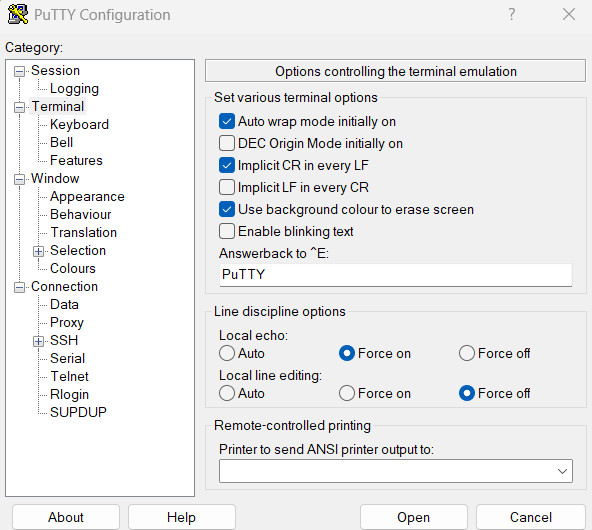 PuTTY Configuration
?
Category:
Session
Logging
Terminal
Keyboard
Bell
Features
Window
Appearance
Behaviour
Translation
Selection
Colours
Connection
Data
Proxy
SSH
Serial
Telnet
Rlogin
SUPDUP
Options controlling the terminal emulation
Set various terminal options
Auto wrap mode initially on
DEC Origin Mode initially on
Implicit CR in every LF
Implicit LF in every CR
Use background colour to erase screen
Enable blinking text
Answerback to ^E:
PuTTY
Line discipline options
Local echo:
Auto Force on Force off
Local line editing:
Auto Force on Force off
Remote-controlled printing
Printer to send ANSI printer output to:
About Help Open Cancel